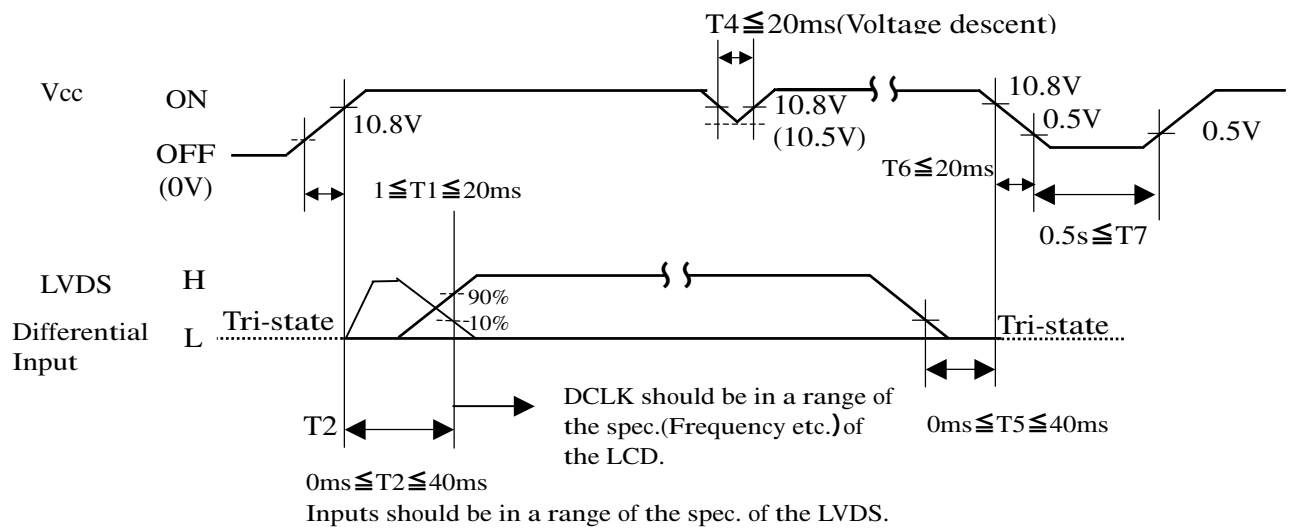 T4≦20ms(Voltage descent)
Vcc
ON
10.8V
10.8V
(10.5V)
10.8V
0.5V
0.5V
OFF
(0V)
T6≦20ms
1≦T1≦20ms
0.5s≦T7
LVDS
H
90%
10%
Differential
Input
Tri-state
L
Tri-state
T2
DCLK should be in a range of
the spec.(Frequency etc.)of
the LCD.
0ms≦T5≦40ms
0ms≦T2≦40ms
Inputs should be in a range of the spec. of the LVDS.